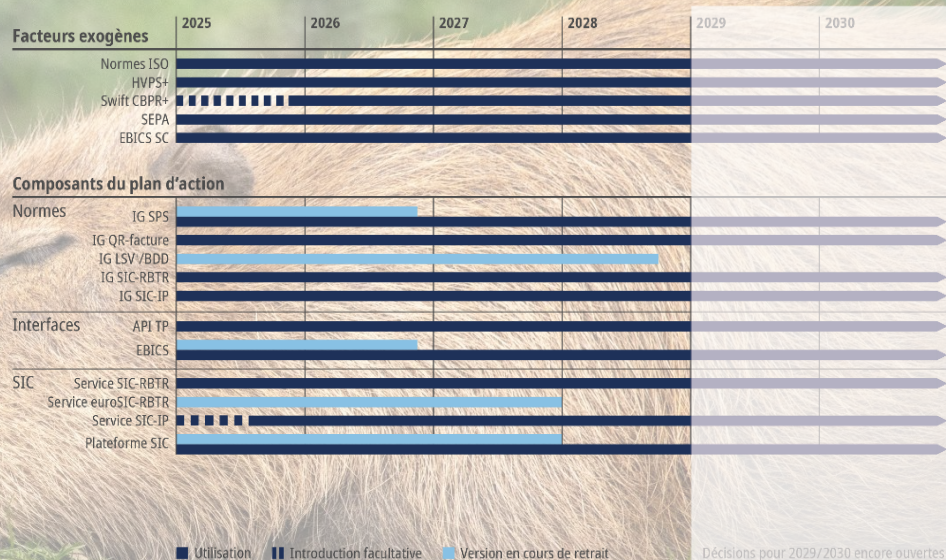 2025 2026 2027 2028 2029 2030
Facteurs exogènes
Normes ISO
HVPS+
Swift CBPR+
SEPA
EBICS SC
Composants du plan d’action
Normes
IG SPS
IG QR-facture
IG LSV /BDD
IG SIC-RBTR
IG SIC-IP
Interfaces
API TP
EBICS
SIC
Service SIC-RBTR
Service euroSIC-RBTR
Service SIC-IP
Plateforme SIC
Utilisation Introduction facultative Version en cours de retrait Décisions pour 2029/2030 encore ouvertes